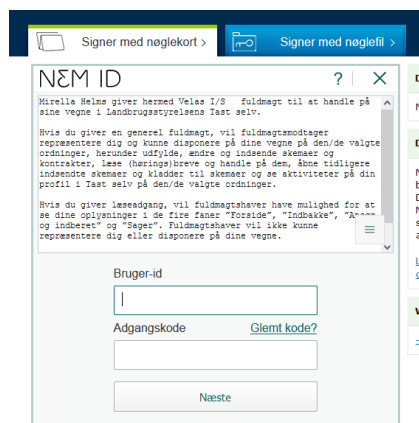 Signer med nøglekort >
Signer med nøglefil >
NEM ID
? X
Mirella Helms giver hermed Velas I/S fuldmagt til at handle på
sine vegne i Landbrugsstyrelsens Tast selv.
Hvis du giver en generel fuldmagt, vil fuldmagtsmodtager
repræsentere dig og kunne disponere på dine vegne på den/de valgte
ordninger, herunder udfylde, ændre og indsende skemaer og
kontrakter, læse (hørings)breve og handle på dem, åbne tidligere
indsendte skemaer og kladder til skemaer og se aktiviteter på din
profil i Tast selv på den/de valgte ordninger.
Hvis du giver læseadgang, vil fuldmagtshaver have mulighed for at
se dine oplysninger i de fire faner "Forside", "Indbakke",
og indberet" og "Sager". Fuldmagtshaver vil ikke kunne
repræsentere dig eller disponere på dine vegne.
Bruger-id
Adgangskode
Glemt kode?
Næste